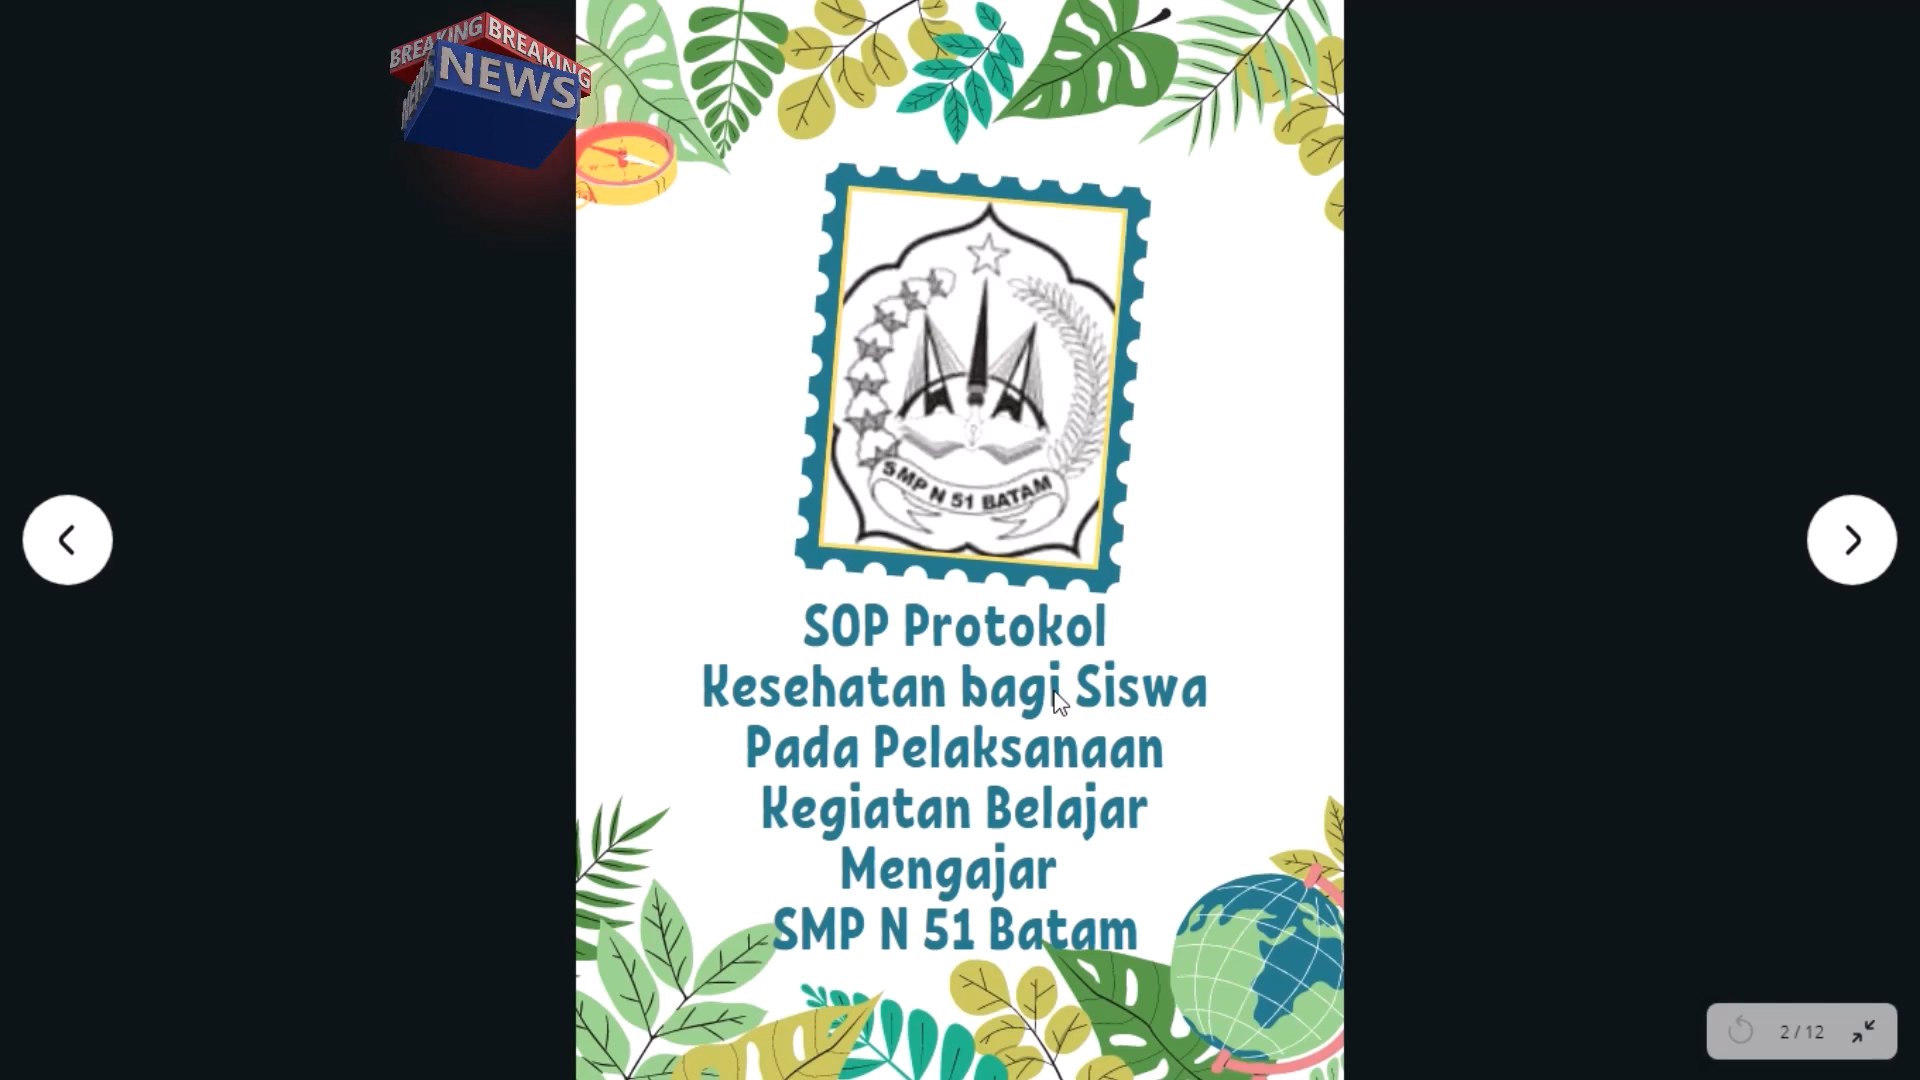 BREAKING BREAKING
NEWS
NEWS
SMP N 51 BATAM
SOP Protokol
Kesehatan bagi Siswa
Pada Pelaksanaan
Kegiatan Belajar
Mengajar
SMP N 51 Batam
2 / 12